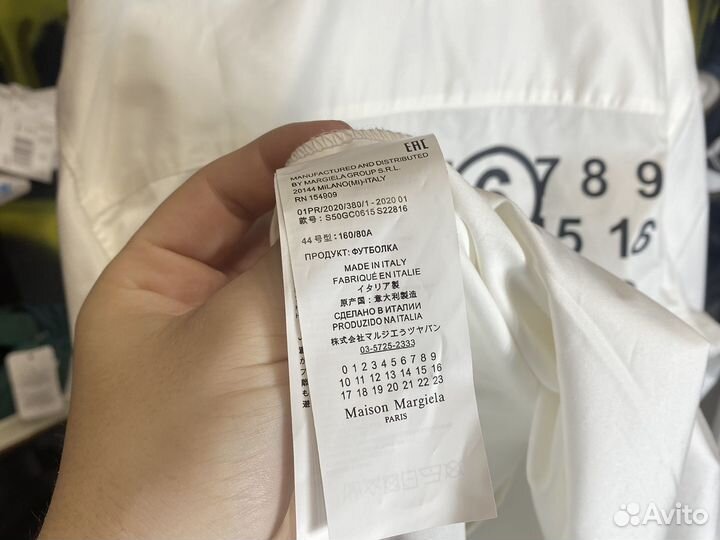 EAC
MANUFACTURED AND DISTRIBUTED
BY MARGIELA GROUP S.R.L.
20144 MILANO(MI)-ITALY
RN 154909
01PR/2020/380/1 - 2020 01
款号: S50GC0615 S22816
44 号型: 160/80A
ПРОДУКТ: ФУТБОЛКА
MADE IN ITALY
FABRIQUÉ EN ITALIE
イタリア製
原产国: 意大利製造
СДЕЛАНО В ИТАЛИИ
PRODUZIDO NA ITALIA
株式会社マルジエラジャパン
03-5725-2333
0 1 2 3 4 5 6 7 8 9
10 11 12 13 14 15 16
17 18 19 20 21 22 23
Maison Margiela
PARIS
6 7 8 9
15 16
Avito